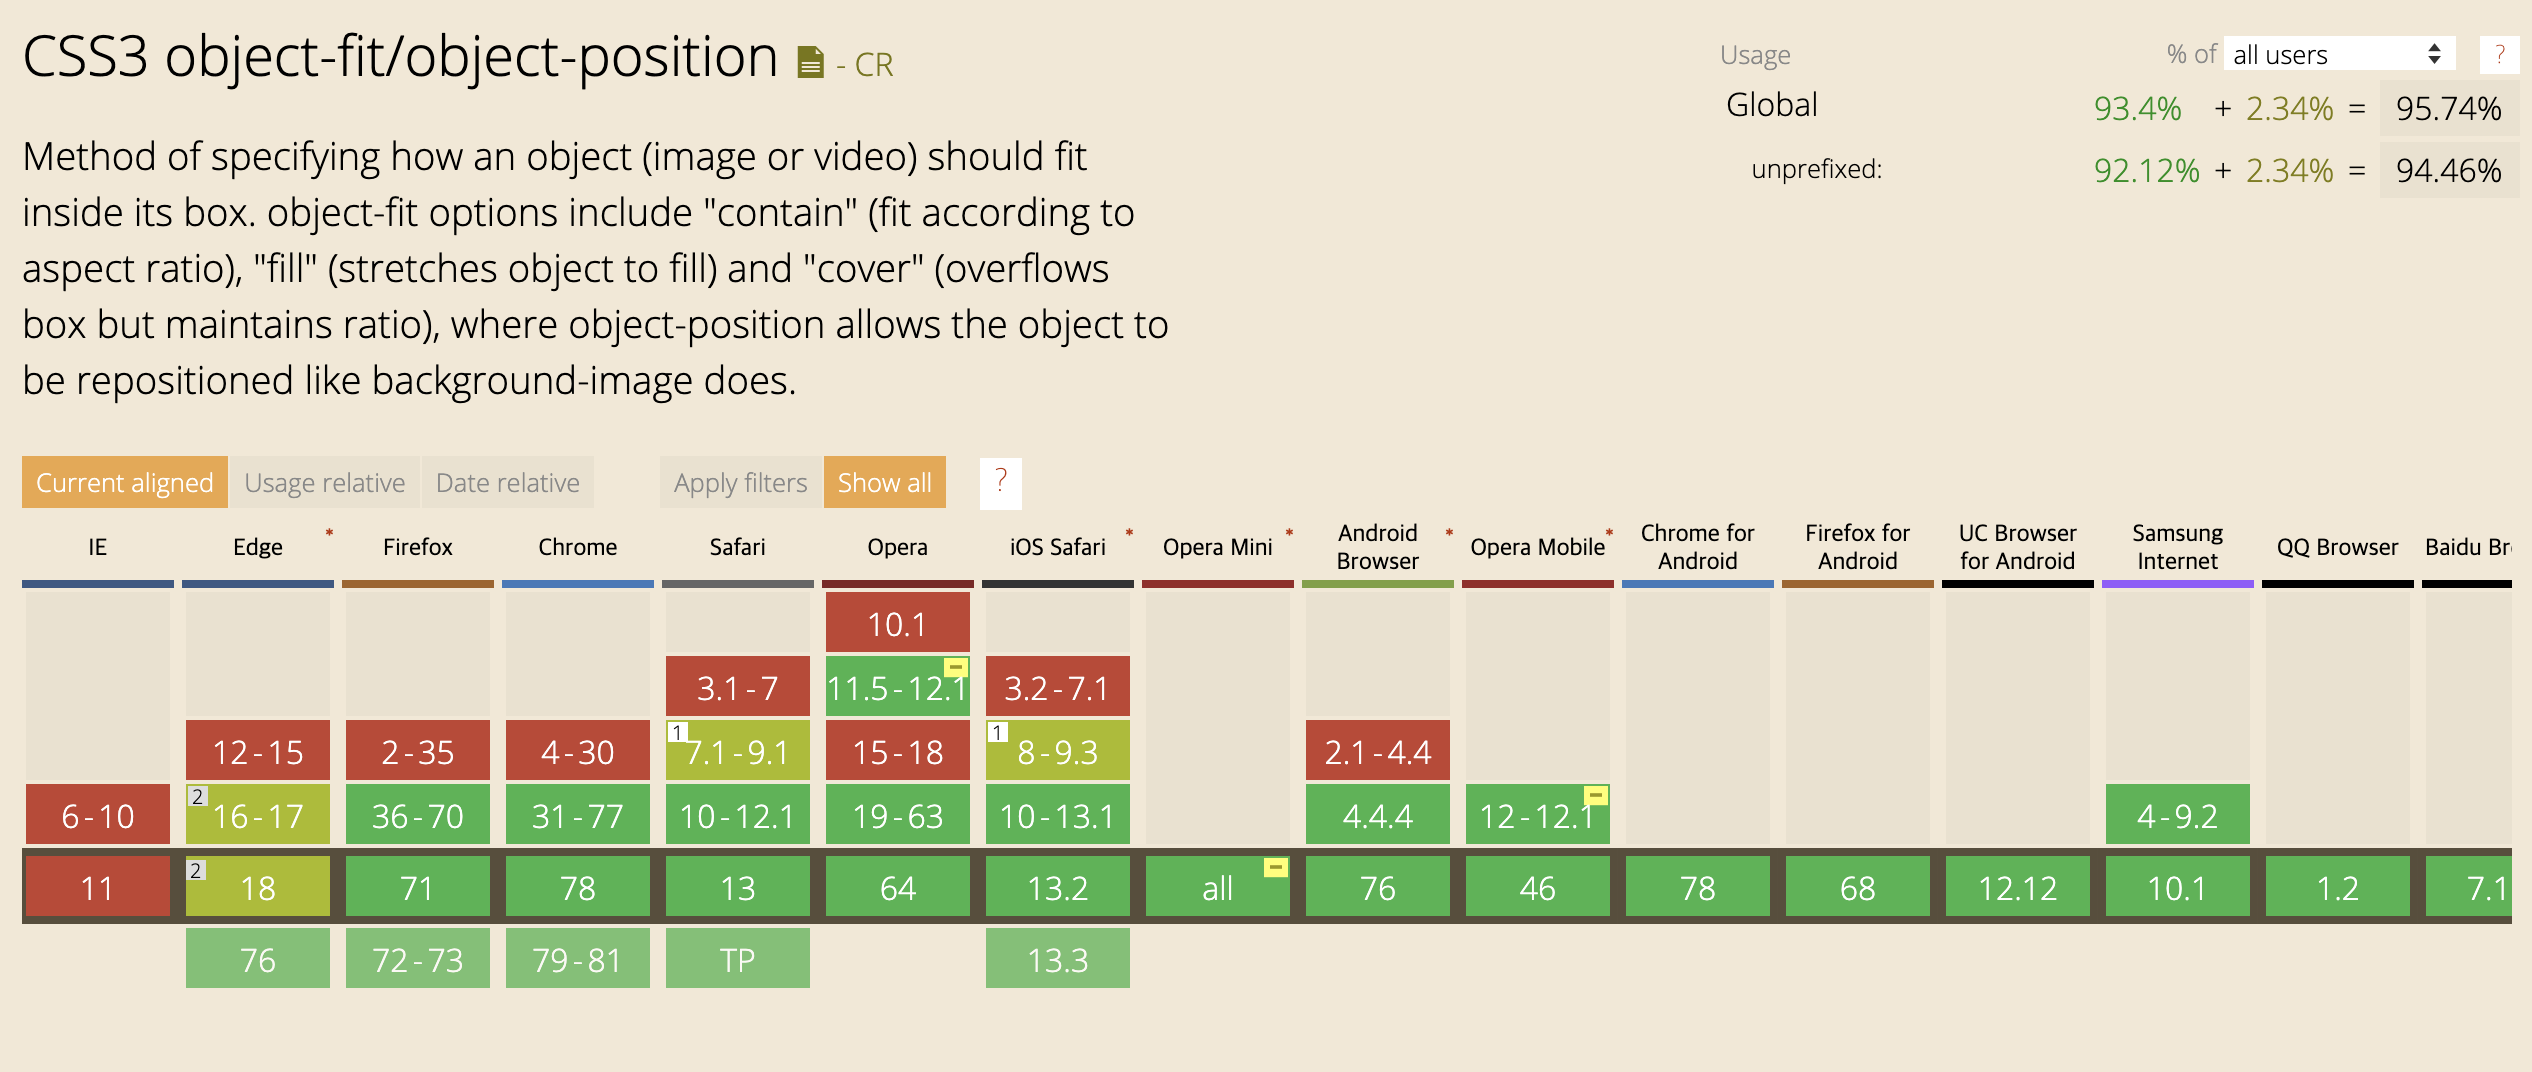 CSS3 object-fit/object-position - CR
Usage % of all users ?
Global 93.4% + 2.34% = 95.74%
unprefixed: 92.12% + 2.34% = 94.46%
Method of specifying how an object (image or video) should fit
inside its box. object-fit options include "contain" (fit according to
aspect ratio), "fill" (stretches object to fill) and "cover" (overflows
box but maintains ratio), where object-position allows the object to
be repositioned like background-image does.
Current aligned Usage relative Date relative Apply filters Show all ?
IE
Edge *
Firefox
Chrome
Safari
Opera
iOS Safari *
Opera Mini *
Android
Browser *
Opera Mobile *
Chrome for
Android
Firefox for
Android
UC Browser
for Android
Samsung
Internet
QQ Browser
Baidu Br
10.1
3.1-7 11.5-12.1 3.2-7.1
12-15 2-35 4-30 1 7.1-9.1 15-18 1 8-9.3 2.1-4.4
6-10 2 16-17 36-70 31-77 10-12.1 19-63 10-13.1 4.4.4 12-12.1 4-9.2
11 2 18 71 78 13 64 13.2 all 76 46 78 68 12.12 10.1 1.2 7.1
76 72-73 79-81 TP 13.3